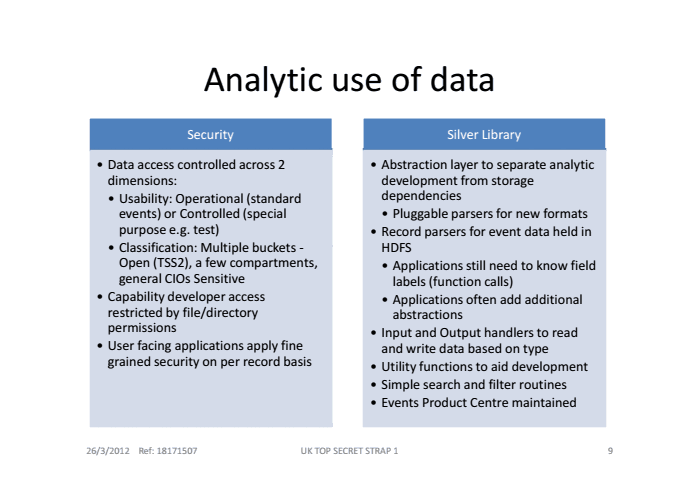 Analytic use of data
Security
• Data access controlled across 2
dimensions:
• Usability: Operational (standard
events) or Controlled (special
purpose e.g. test)
• Classification: Multiple buckets -
Open (TSS2), a few compartments,
general CIOs Sensitive
• Capability developer access
restricted by file/directory
permissions
• User facing applications apply fine
grained security on per record basis
Silver Library
• Abstraction layer to separate analytic
development from storage
dependencies
• Pluggable parsers for new formats
• Record parsers for event data held in
HDFS
• Applications still need to know field
labels (function calls)
• Applications often add additional
abstractions
• Input and Output handlers to read
and write data based on type
• Utility functions to aid development
• Simple search and filter routines
• Events Product Centre maintained
26/3/2012 Ref: 18171507
UK TOP SECRET STRAP 1
9